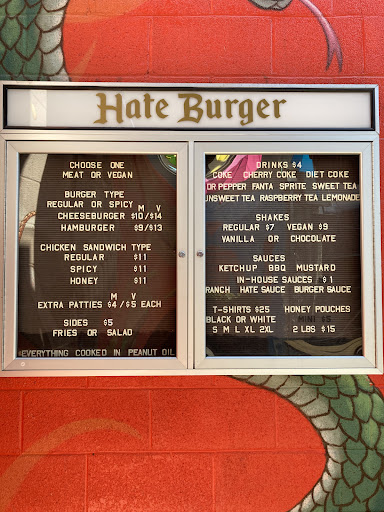 Hate Burger
CHOOSE ONE
MEAT OR VEGAN
BURGER TYPE
REGULAR OR SPICY M V
CHEESEBURGER $10/$14
HAMBURGER $9/$13
CHICKEN SANDWICH TYPE
REGULAR $11
SPICY $11
HONEY $11
M V
EXTRA PATTIES $4/$5 EACH
SIDES $5
FRIES OR SALAD
*EVERYTHING COOKED IN PEANUT OIL
DRINKS $4
COKE CHERRY COKE DIET COKE
DR PEPPER FANTA SPRITE SWEET TEA
UNSWEET TEA RASPBERRY TEA LEMONADE
SHAKES
REGULAR $7 VEGAN $9
VANILLA OR CHOCOLATE
SAUCES
KETCHUP BBQ MUSTARD
IN-HOUSE SAUCES $1
RANCH HATE SAUCE BURGER SAUCE
T-SHIRTS $25 HONEY POUCHES
BLACK OR WHITE MINI $5
S M L XL 2XL 2 LBS $15